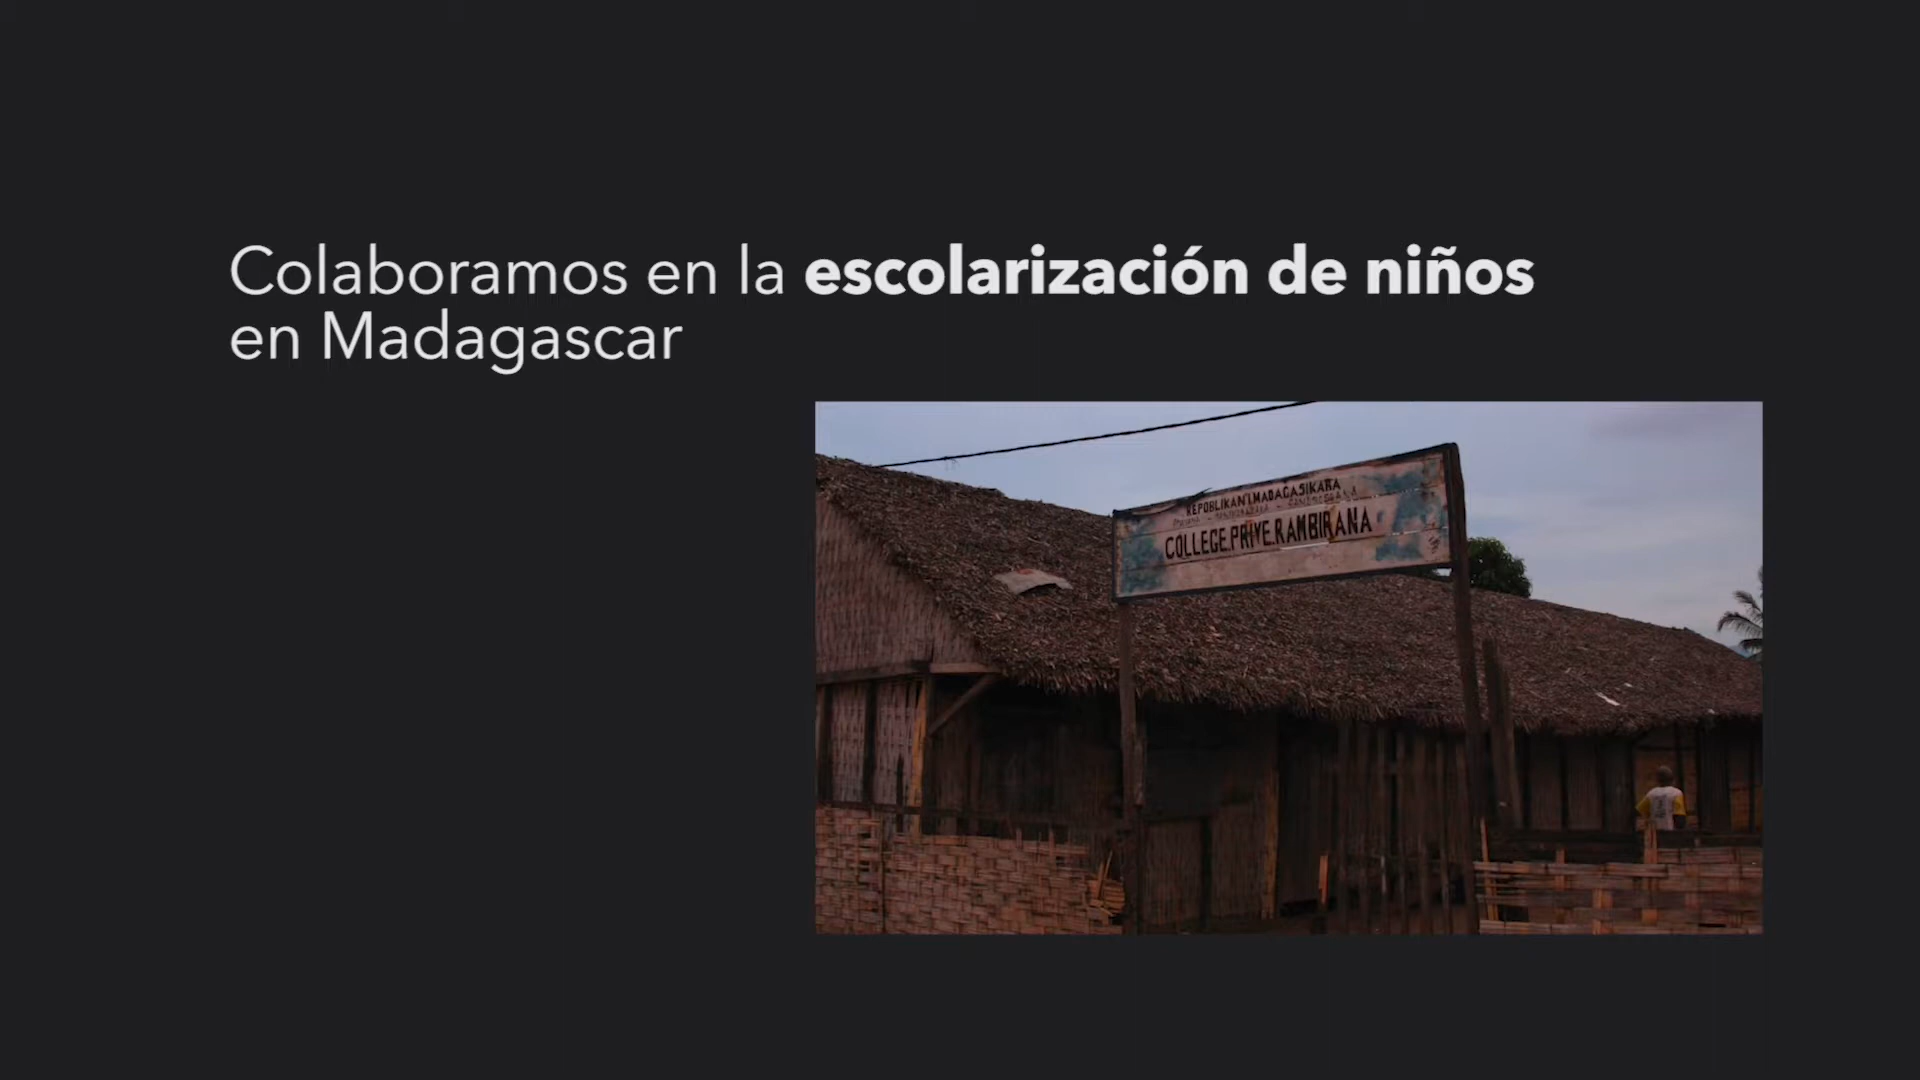 Colaboramos en la escolarización de niños
en Madagascar
REPOBLIKAN'I.MADAGASIKARA
COLLEGE.PRIVE.RAMBIRANA